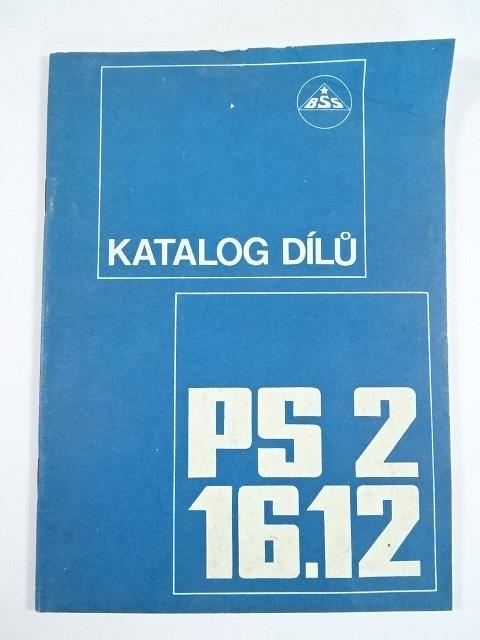 BSS
KATALOG DÍLŮ
PS 2
16.12